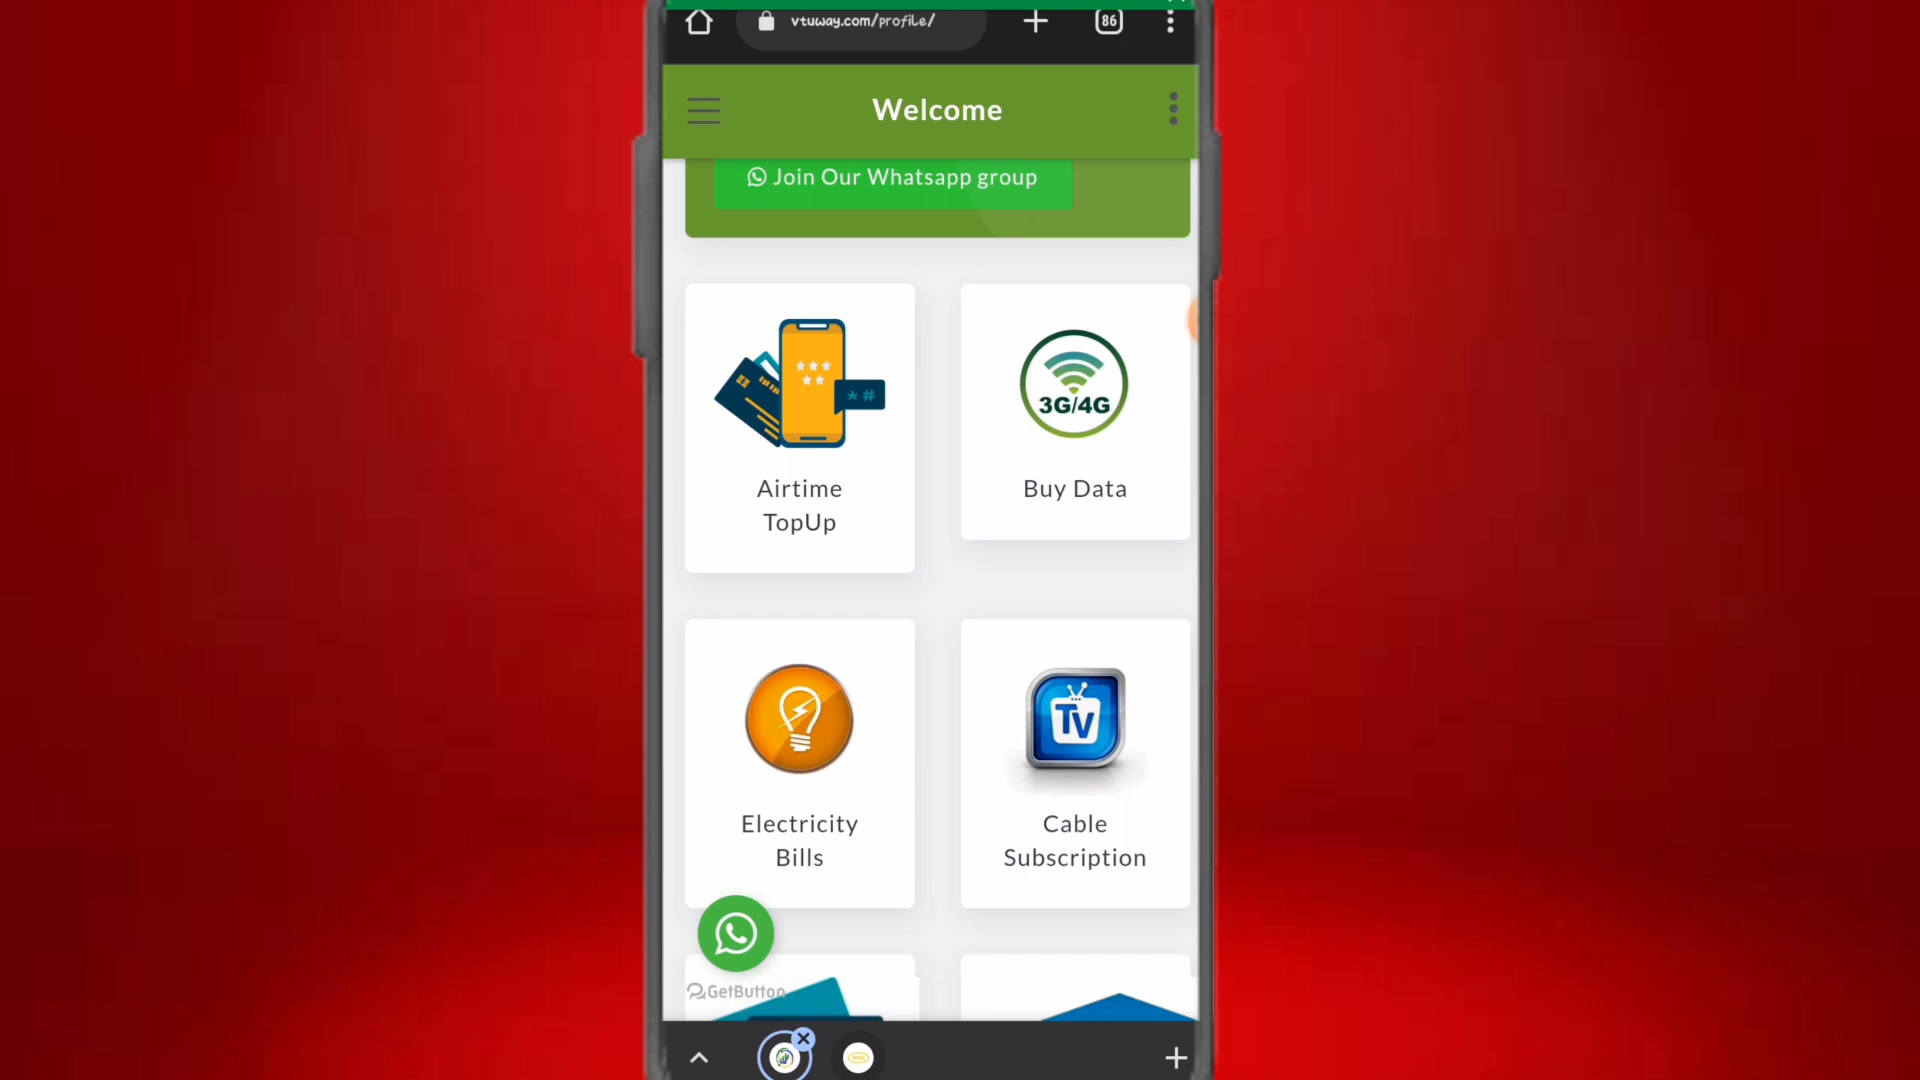 vtuway.com/profile/
86
Welcome
Join Our Whatsapp group
* #
3G/4G
Airtime
TopUp
Buy Data
TV
Electricity
Bills
Cable
Subscription
GetButton